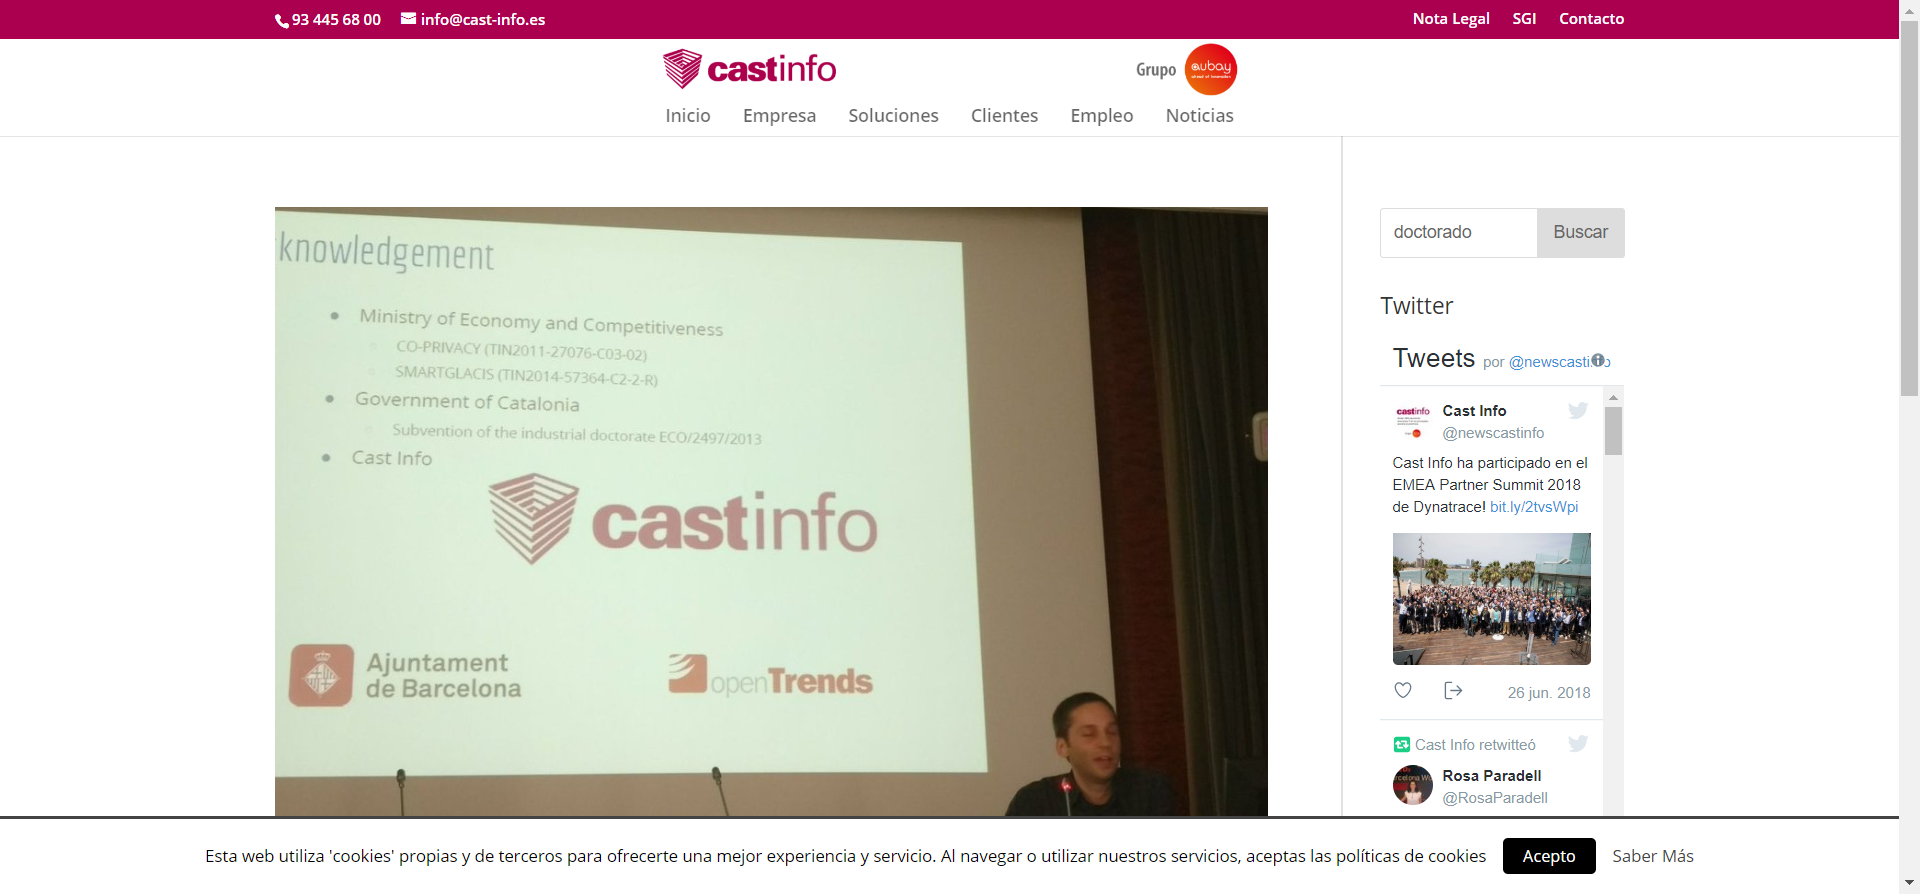 93 445 68 00
info@cast-info.es
Nota Legal
SGI
Contacto
castinfo
Grupo
aubay
Inicio
Empresa
Soluciones
Clientes
Empleo
Noticias
knowledgement
Ministry of Economy and Competitiveness
CO-PRIVACY (TIN2011-27076-C03-02)
SMARTGLACIS (TIN2014-57364-C2-2-R)
Government of Catalonia
Subvention of the industrial doctorate ECO/2497/2013
Cast Info
castinfo
Ajuntament
de Barcelona
openTrends
doctorado
Buscar
Twitter
Tweets por @newscasti
castinfo
Cast Info
@newscastinfo
Cast Info ha participado en el
EMEA Partner Summit 2018
de Dynatrace! bit.ly/2tvsWpi
26 jun. 2018
Cast Info retwitteó
Rosa Paradell
@RosaParadell
Esta web utiliza 'cookies' propias y de terceros para ofrecerte una mejor experiencia y servicio. Al navegar o utilizar nuestros servicios, aceptas las políticas de cookies
Acepto
Saber Más